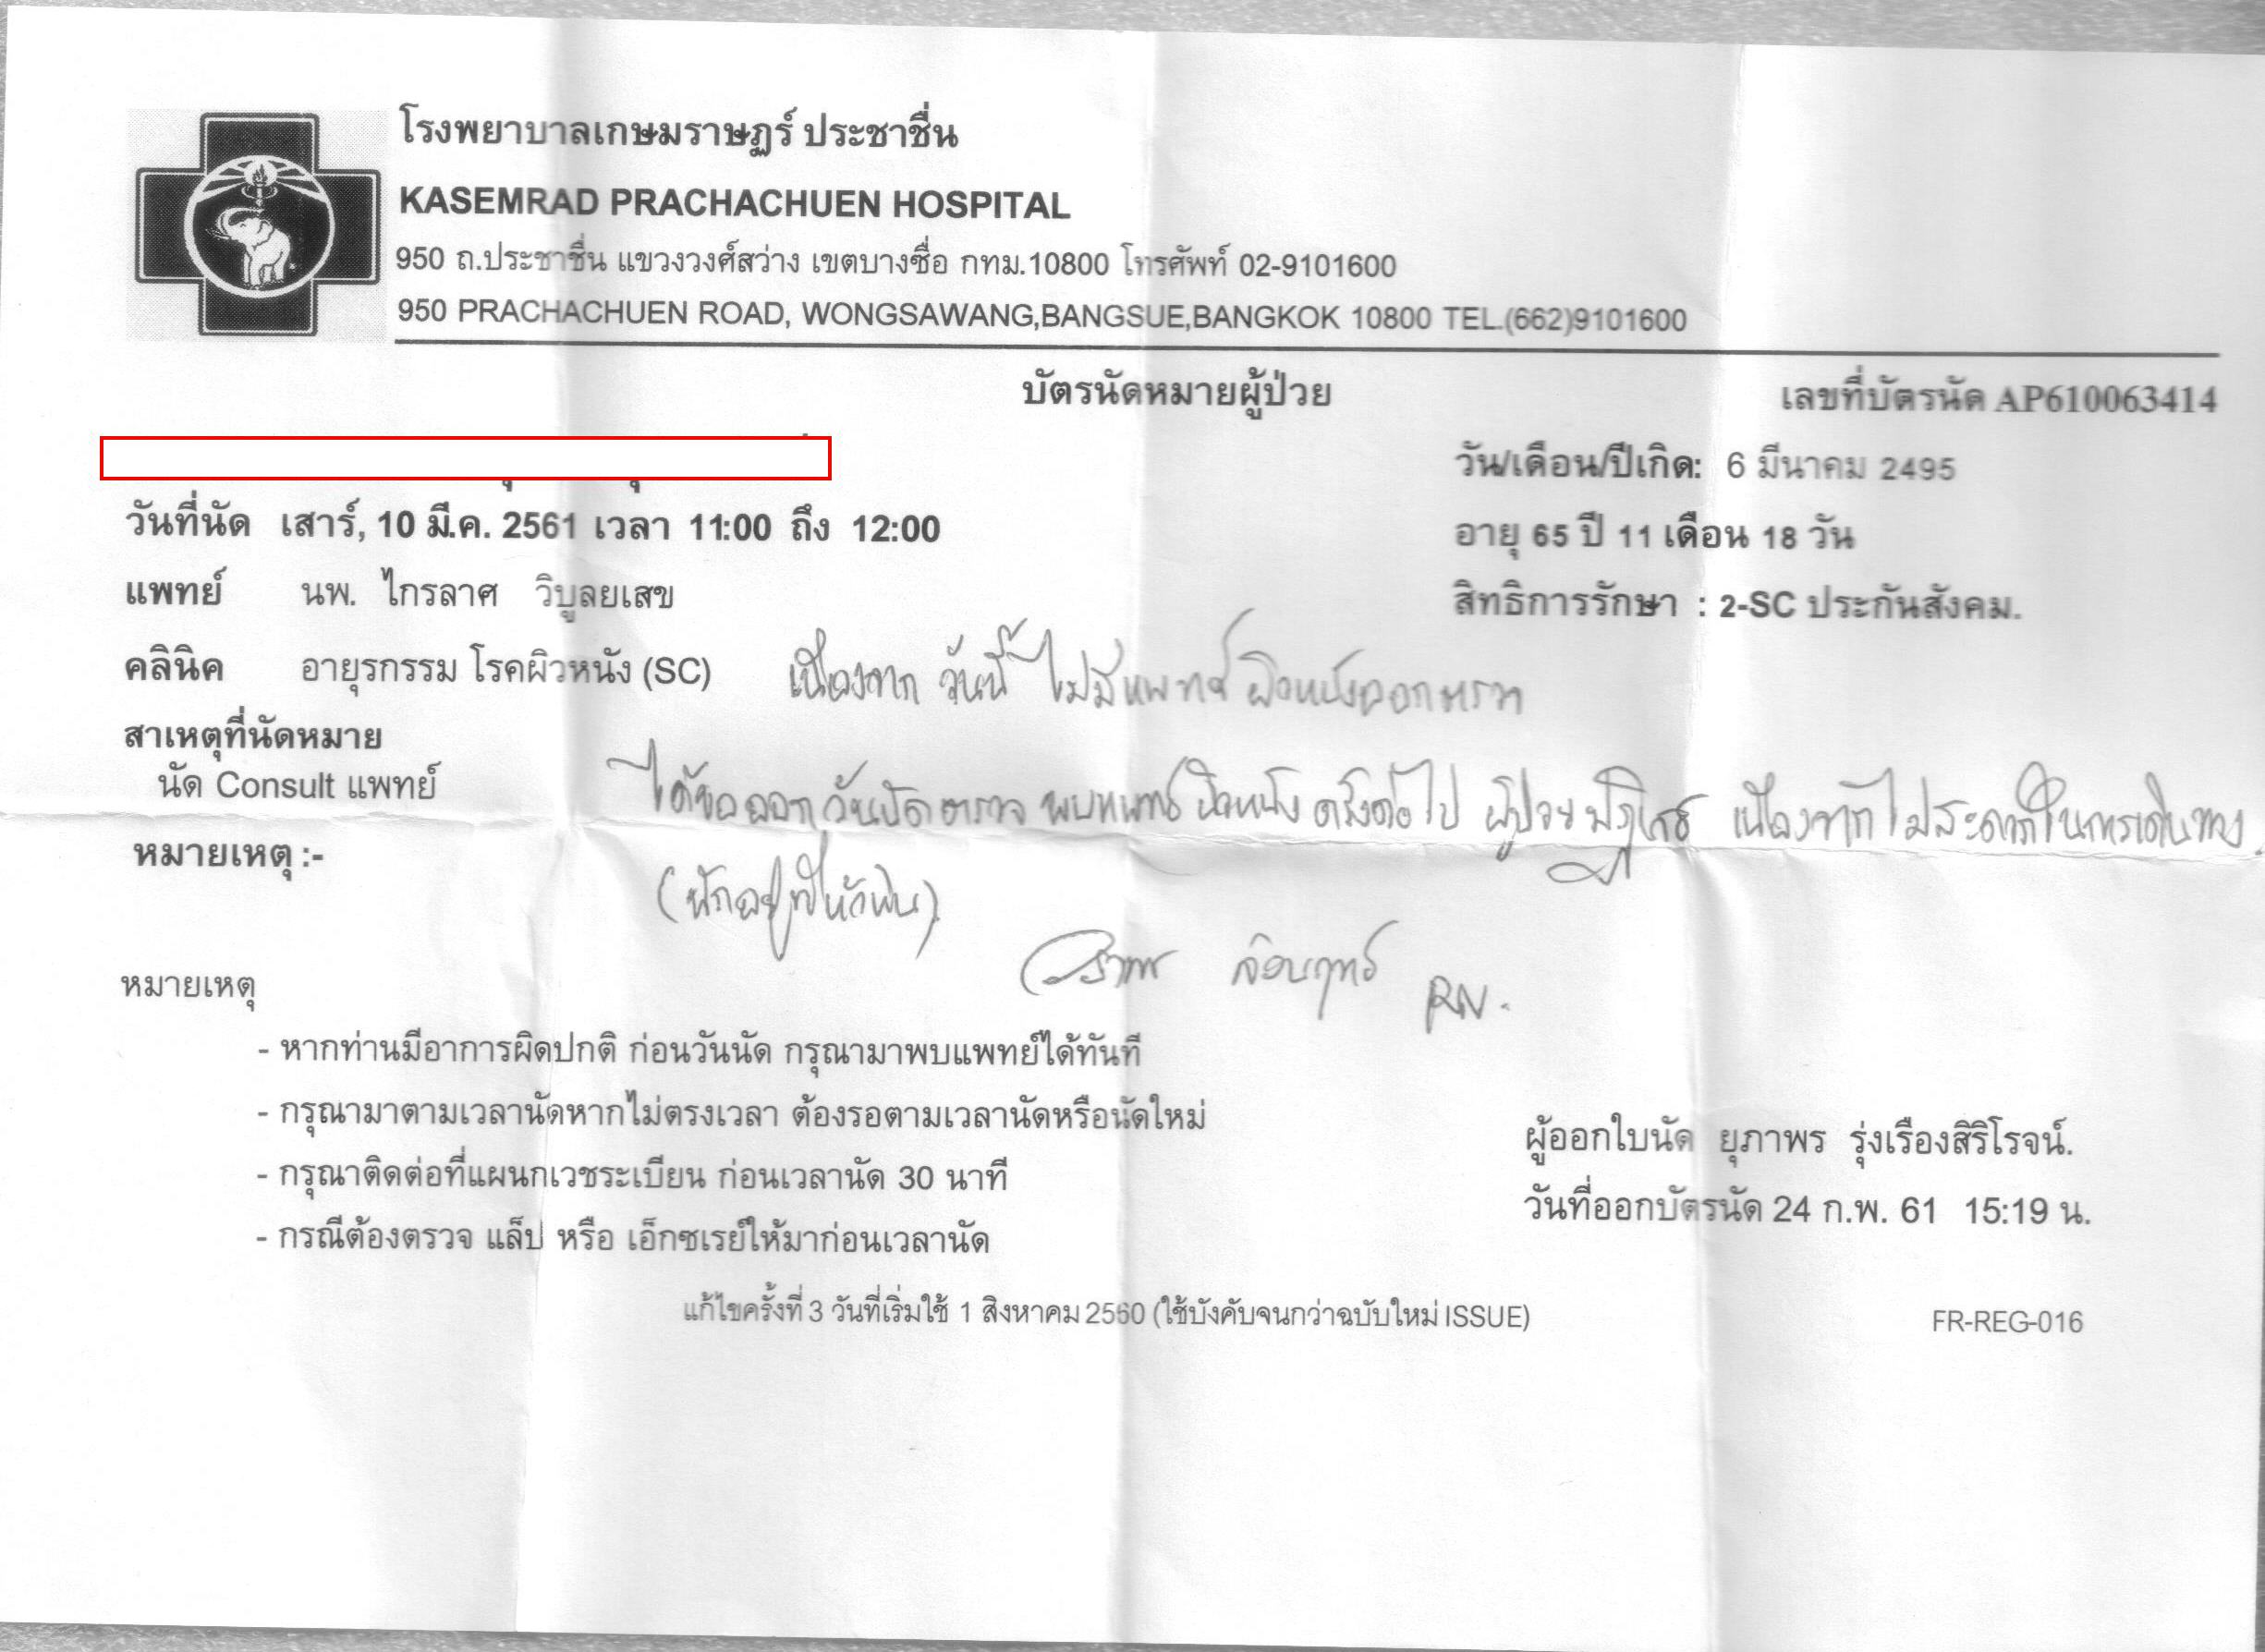 โรงพยาบาลเกษมราษฎร์ ประชาชื่น
KASEMRAD PRACHACHUEN HOSPITAL
950 ถ.ประชาชื่น แขวงวงศ์สว่าง เขตบางซื่อ กทม.10800 โทรศัพท์ 02-9101600
950 PRACHACHUEN ROAD, WONGSAWANG,BANGSUE,BANGKOK 10800 TEL.(662)9101600
บัตรนัดหมายผู้ป่วย เลขที่บัตรนัด AP610063414
วัน/เดือน/ปีเกิด: 6 มีนาคม 2495
วันที่นัด เสาร์, 10 มี.ค. 2561 เวลา 11:00 ถึง 12:00 อายุ 65 ปี 11 เดือน 18 วัน
แพทย์ นพ. ไกรลาศ วิบูลยเสข สิทธิการรักษา : 2-SC ประกันสังคม.
คลินิค อายุรกรรม โรคผิวหนัง (SC) เนื่องจาก วันนี้ ไม่มีแพทย์ ผิวหนังออกตรวจ
สาเหตุที่นัดหมาย
นัด Consult แพทย์ ได้ขอออกวันนัดตรวจ พบแพทย์ ผิวหนัง ครั้งต่อไป ผู้ป่วยปฏิเสธ เนื่องจากไม่สะดวกในการเดินทาง
หมายเหตุ :-
(พักอยู่ที่หัวหิน)
RN.
หมายเหตุ
- หากท่านมีอาการผิดปกติ ก่อนวันนัด กรุณามาพบแพทย์ได้ทันที
- กรุณามาตามเวลานัดหากไม่ตรงเวลา ต้องรอตามเวลานัดหรือนัดใหม่
ผู้ออกใบนัด ยุภาพร รุ่งเรืองสิริโรจน์.
- กรุณาติดต่อที่แผนกเวชระเบียน ก่อนเวลานัด 30 นาที
วันที่ออกบัตรนัด 24 ก.พ. 61 15:19 น.
- กรณีต้องตรวจ แล็ป หรือ เอ็กซเรย์ให้มาก่อนเวลานัด
แก้ไขครั้งที่ 3 วันที่เริ่มใช้ 1 สิงหาคม 2560 (ใช้บังคับจนกว่าฉบับใหม่ ISSUE) FR-REG-016